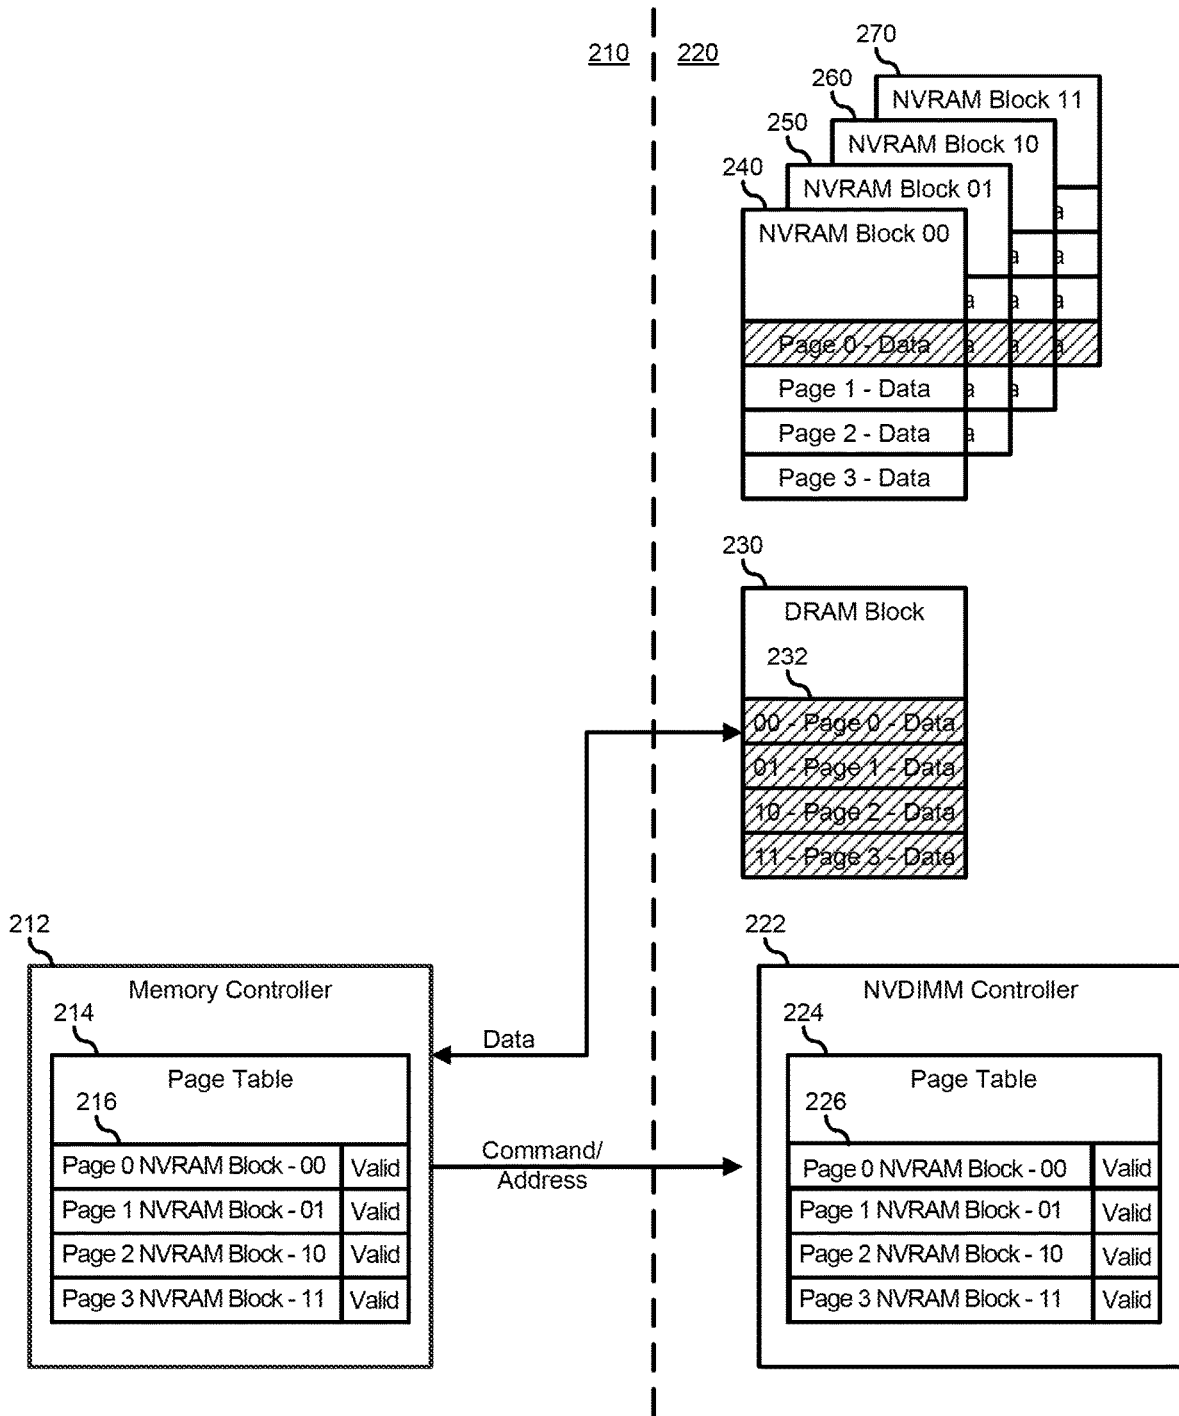 210
220
270
NVRAM Block 11
260
NVRAM Block 10
250
NVRAM Block 01
240
NVRAM Block 00
a
a
a
a
a
a
Page 0 - Data
a
a
a
Page 1 - Data
a
a
Page 2 - Data
a
Page 3 - Data
230
DRAM Block
232
00 - Page 0 - Data
01 - Page 1 - Data
10 - Page 2 - Data
11 - Page 3 - Data
212
Memory Controller
214
Page Table
216
Page 0 NVRAM Block - 00 Valid
Page 1 NVRAM Block - 01 Valid
Page 2 NVRAM Block - 10 Valid
Page 3 NVRAM Block - 11 Valid
Data
Command/
Address
222
NVDIMM Controller
224
Page Table
226
Page 0 NVRAM Block - 00 Valid
Page 1 NVRAM Block - 01 Valid
Page 2 NVRAM Block - 10 Valid
Page 3 NVRAM Block - 11 Valid